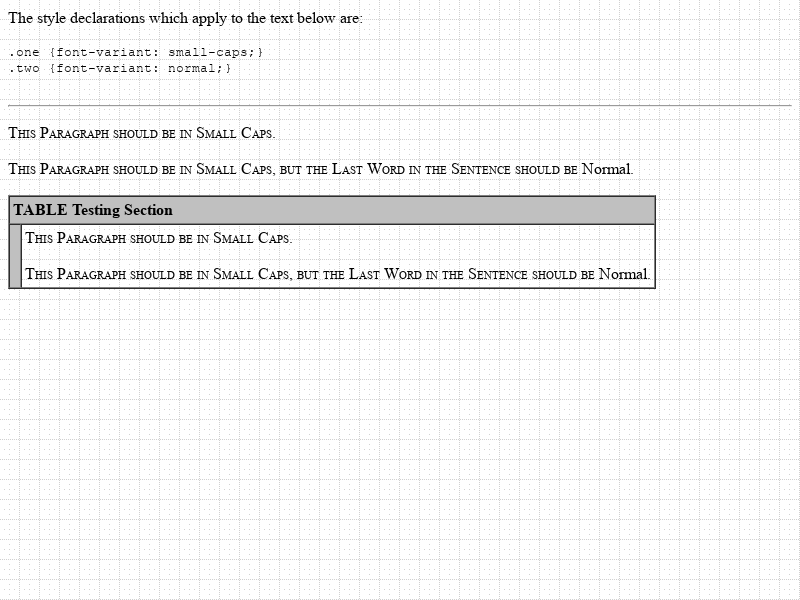 The style declarations which apply to the text below are:
.one {font-variant: small-caps;}
.two {font-variant: normal;}
This Paragraph should be in Small Caps.
This Paragraph should be in Small Caps, but the Last Word in the Sentence should be Normal.
TABLE Testing Section
This Paragraph should be in Small Caps.
This Paragraph should be in Small Caps, but the Last Word in the Sentence should be Normal.